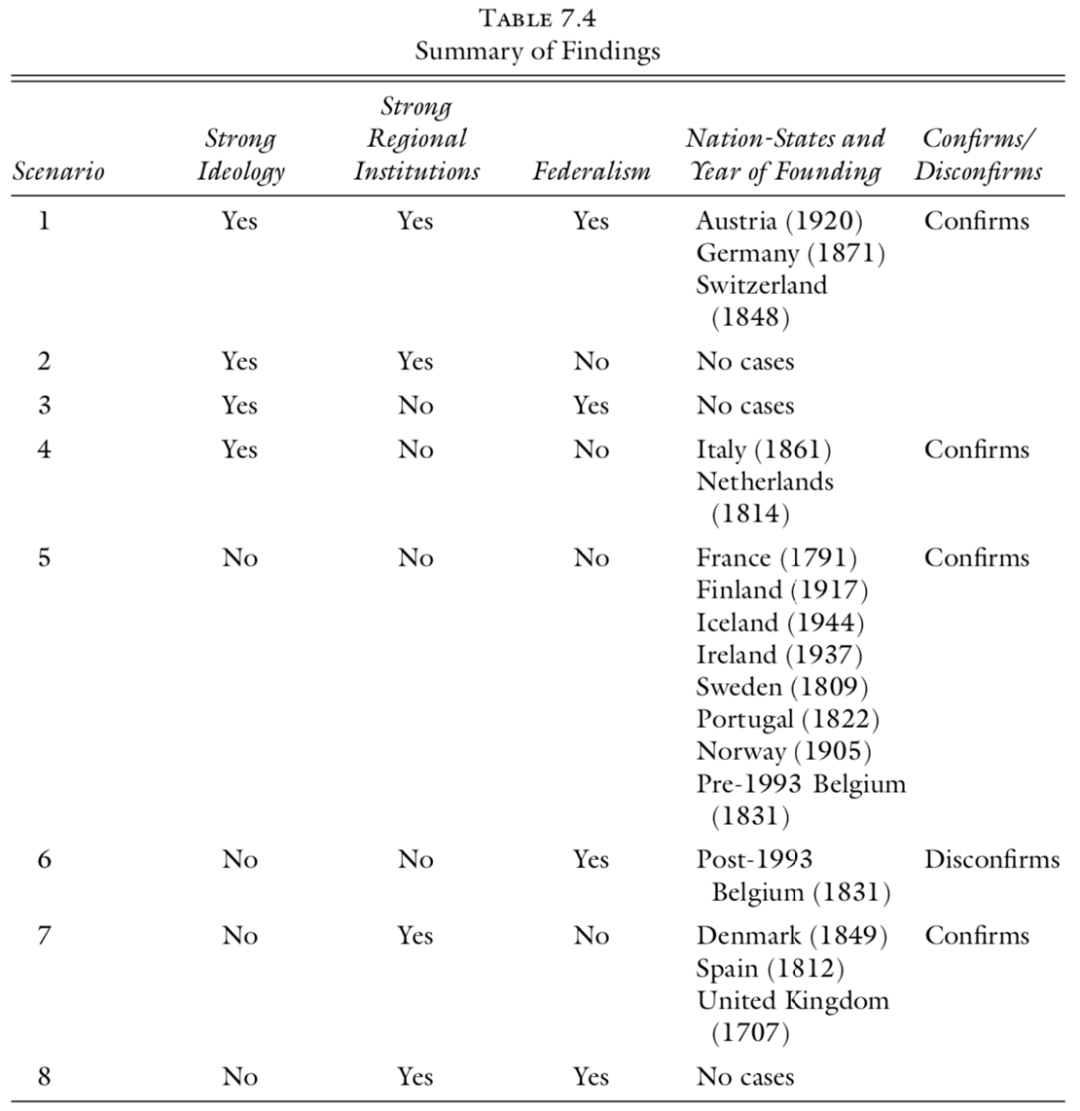 TABLE 7.4
Summary of Findings
Scenario Strong Ideology Strong Regional Institutions Federalism Nation-States and Year of Founding Confirms/ Disconfirms
1 Yes Yes Yes Austria (1920) Confirms
Germany (1871)
Switzerland
(1848)
2 Yes Yes No No cases
3 Yes No Yes No cases
4 Yes No No Italy (1861) Confirms
Netherlands
(1814)
5 No No No France (1791) Confirms
Finland (1917)
Iceland (1944)
Ireland (1937)
Sweden (1809)
Portugal (1822)
Norway (1905)
Pre-1993 Belgium
(1831)
6 No No Yes Post-1993 Disconfirms
Belgium (1831)
7 No Yes No Denmark (1849) Confirms
Spain (1812)
United Kingdom
(1707)
8 No Yes Yes No cases